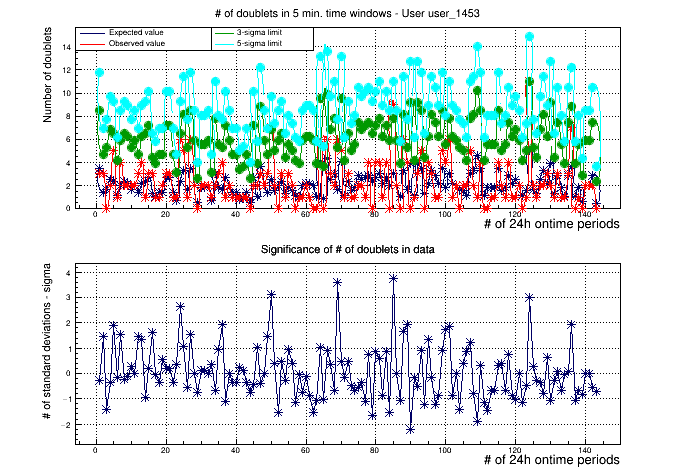 # of doublets in 5 min. time windows - User user_1453
Number of doublets
Expected value
Observed value
3-sigma limit
5-sigma limit
14
12
10
8
6
4
2
0
0 20 40 60 80 100 120 140
# of 24h ontime periods
Significance of # of doublets in data
# of standard deviations - sigma
4
3
2
1
0
−1
−2
0 20 40 60 80 100 120 140
# of 24h ontime periods